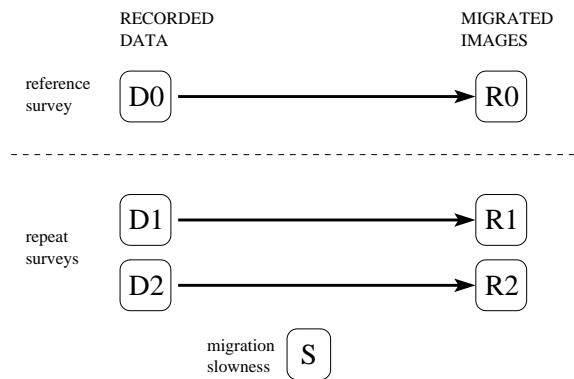 RECORDED DATA
MIGRATED IMAGES
reference survey
D0
R0
repeat surveys
D1
R1
D2
R2
migration slowness
S